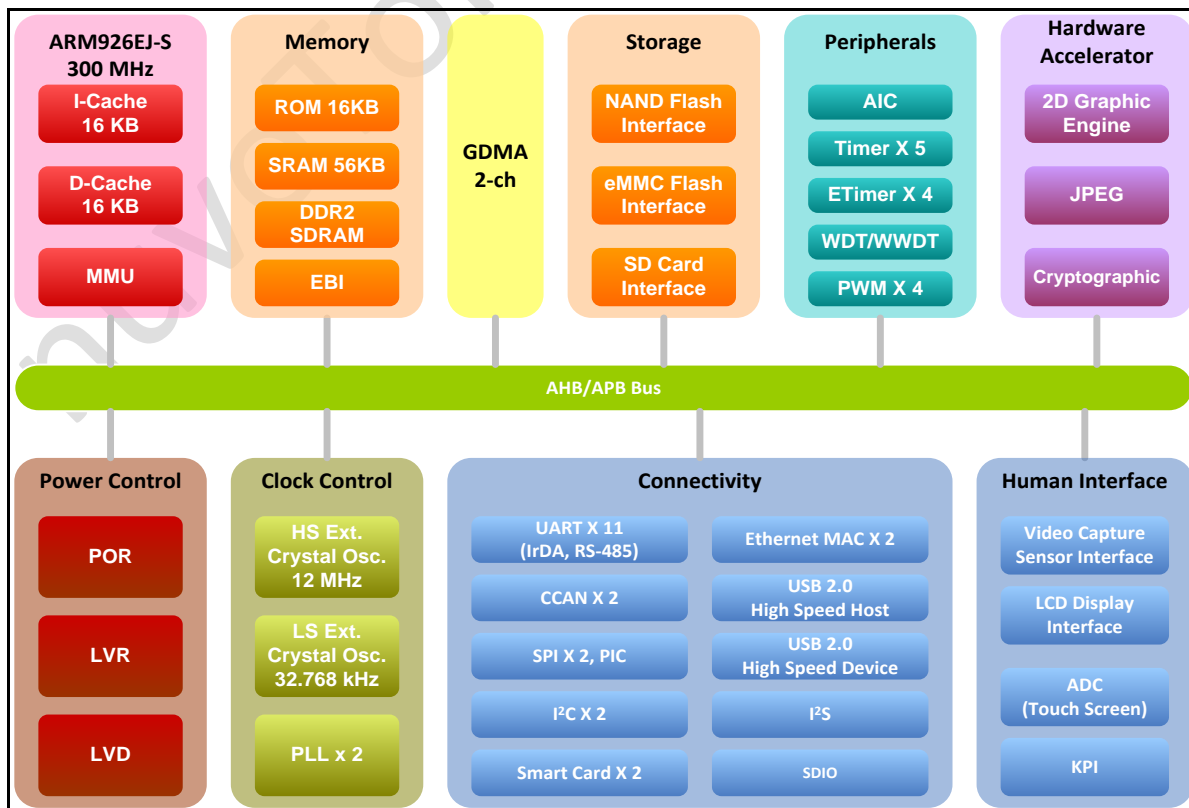 ARM926EJ-S
300 MHz
I-Cache
16 KB
D-Cache
16 KB
MMU
Memory
ROM 16KB
SRAM 56KB
DDR2
SDRAM
EBI
GDMA
2-ch
Storage
NAND Flash
Interface
eMMC Flash
Interface
SD Card
Interface
Peripherals
AIC
Timer X 5
ETimer X 4
WDT/WWDT
PWM X 4
Hardware
Accelerator
2D Graphic
Engine
JPEG
Cryptographic
AHB/APB Bus
Power Control
POR
LVR
LVD
Clock Control
HS Ext.
Crystal Osc.
12 MHz
LS Ext.
Crystal Osc.
32.768 kHz
PLL x 2
Connectivity
UART X 11
(IrDA, RS-485)
CCAN X 2
SPI X 2, PIC
I²C X 2
Smart Card X 2
Ethernet MAC X 2
USB 2.0
High Speed Host
USB 2.0
High Speed Device
I²S
SDIO
Human Interface
Video Capture
Sensor Interface
LCD Display
Interface
ADC
(Touch Screen)
KPI